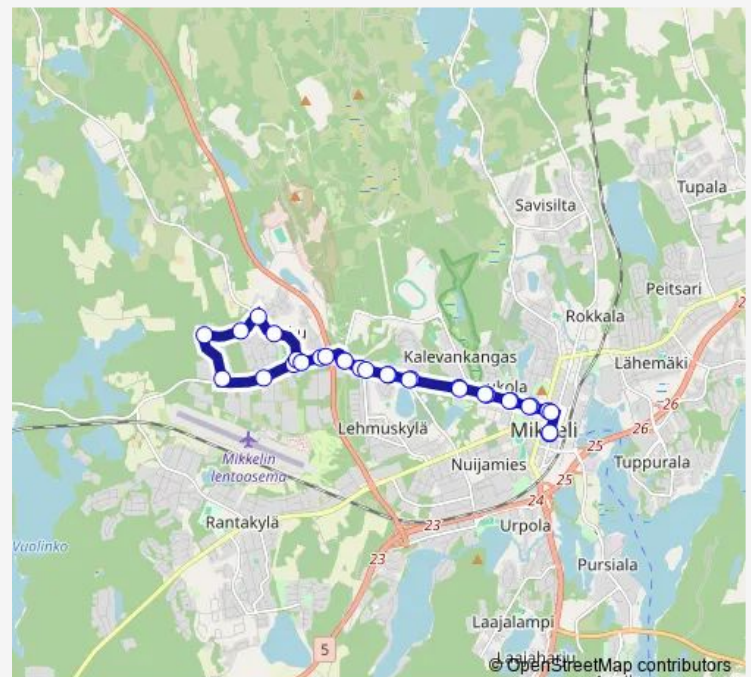 Tupala
Savisilta
Peitsari
Rokkala
Kalevankangas
Lähemäki
26
Lehmuskylä
Mikkeli
25
26
Mikkelin
lentoasema
Nuijamies
Tuppurala
25
24
Rantakylä
23
Urpola
Vuolinko
23
Pursiala
Laajalampi
5
Laajaharju
© OpenStreetMap contributors